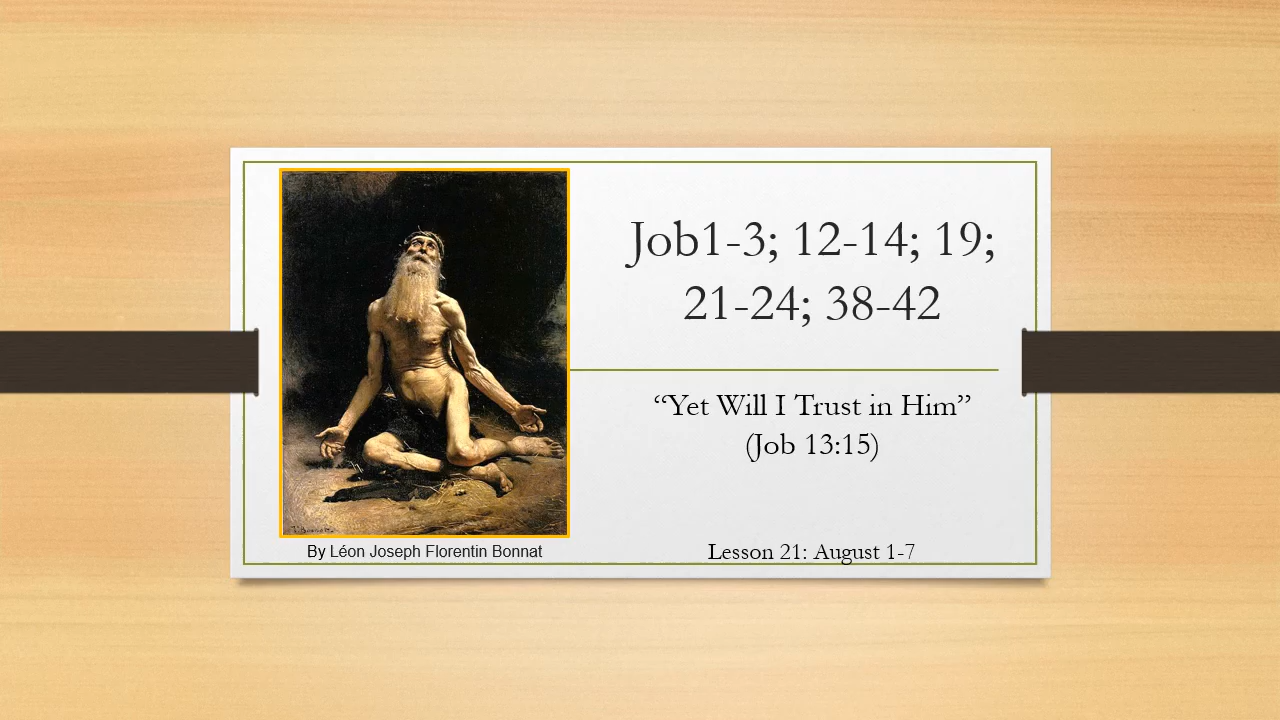 Job1-3; 12-14; 19;
21-24; 38-42
“Yet Will I Trust in Him”
(Job 13:15)
By Léon Joseph Florentin Bonnat
Lesson 21: August 1-7